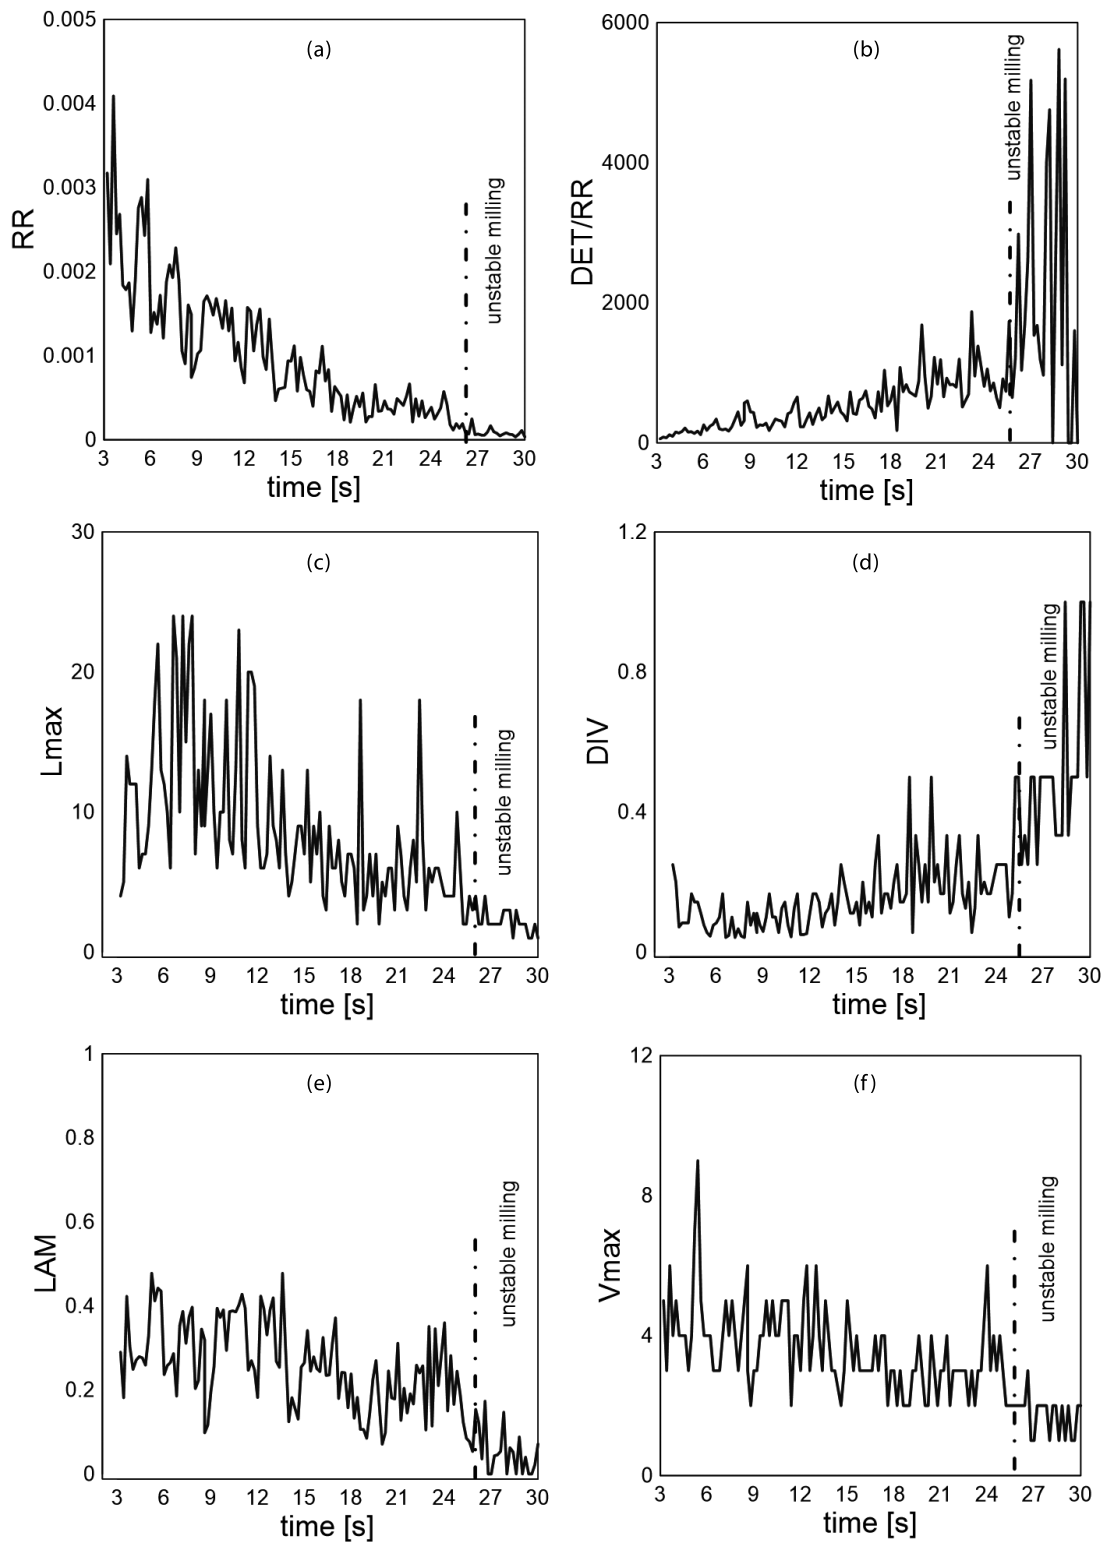 (a)
RR
0.005
0.004
0.003
0.002
0.001
0
unstable milling
3 6 9 12 15 18 21 24 27 30
time [s]
(b)
DET/RR
6000
4000
2000
0
unstable milling
3 6 9 12 15 18 21 24 27 30
time [s]
(c)
Lmax
30
20
10
0
unstable milling
3 6 9 12 15 18 21 24 27 30
time [s]
(d)
DIV
1.2
0.8
0.4
0
unstable milling
3 6 9 12 15 18 21 24 27 30
time [s]
(e)
LAM
1
0.8
0.6
0.4
0.2
0
unstable milling
3 6 9 12 15 18 21 24 27 30
time [s]
(f)
Vmax
12
8
4
0
unstable milling
3 6 9 12 15 18 21 24 27 30
time [s]